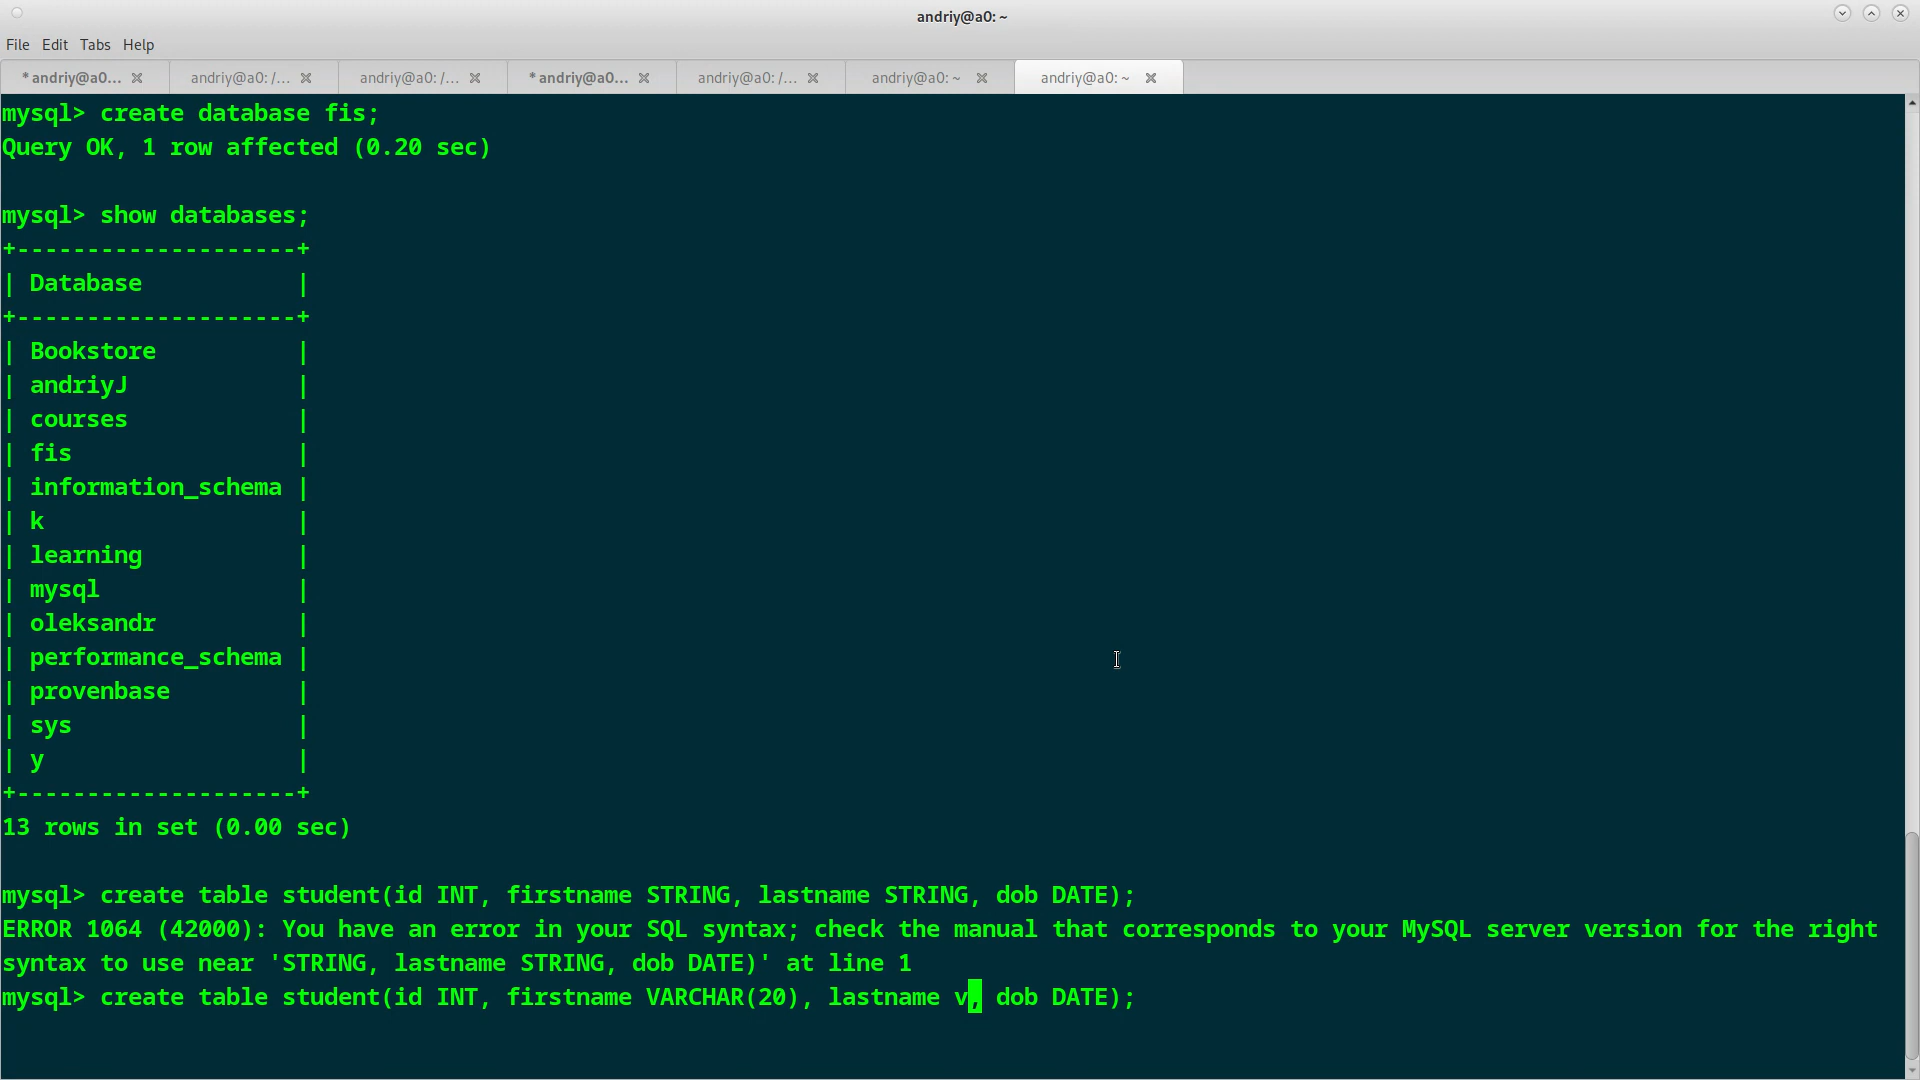 andriy@a0: ~
File Edit Tabs Help
* andriy@a0... andriy@a0: /... andriy@a0: /... * andriy@a0... andriy@a0: /... andriy@a0: ~ andriy@a0: ~
mysql> create database fis;
Query OK, 1 row affected (0.20 sec)
mysql> show databases;
+--------------------+
| Database           |
+--------------------+
| Bookstore          |
| andriyJ            |
| courses            |
| fis                |
| information_schema |
| k                  |
| learning           |
| mysql              |
| oleksandr          |
| performance_schema |
| provenbase         |
| sys                |
| y                  |
+--------------------+
13 rows in set (0.00 sec)
mysql> create table student(id INT, firstname STRING, lastname STRING, dob DATE);
ERROR 1064 (42000): You have an error in your SQL syntax; check the manual that corresponds to your MySQL server version for the right
syntax to use near 'STRING, lastname STRING, dob DATE)' at line 1
mysql> create table student(id INT, firstname VARCHAR(20), lastname v, dob DATE);